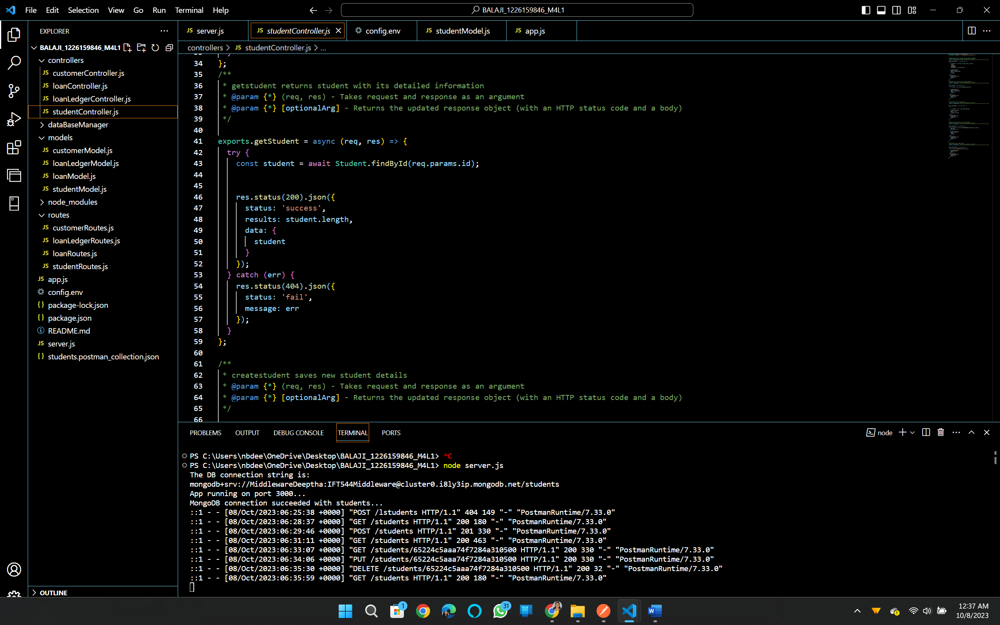 File Edit Selection View Go Run Terminal Help
BALAJI_1226159846_M4L1
EXPLORER
BALAJI_1226159846_M4L1
controllers
JS customerController.js
JS loanController.js
JS loanLedgerController.js
JS studentController.js
dataBaseManager
models
JS customerModel.js
JS loanLedgerModel.js
JS loanModel.js
JS studentModel.js
node_modules
routes
JS customerRoutes.js
JS loanLedgerRoutes.js
JS loanRoutes.js
JS studentRoutes.js
JS app.js
config.env
{} package-lock.json
{} package.json
README.md
JS server.js
{} students.postman_collection.json
OUTLINE
JS server.js JS studentController.js config.env JS studentModel.js JS app.js
controllers > JS studentController.js > ...
34 };
35 /**
36 * getstudent returns student with its detailed information
37 * @param {*} (req, res) - Takes request and response as an argument
38 * @param {*} [optionalArg] - Returns the updated response object (with an HTTP status code and a body)
39 */
40
41 exports.getStudent = async (req, res) => {
42 try {
43 const student = await Student.findById(req.params.id);
44
45
46 res.status(200).json({
47 status: 'success',
48 results: student.length,
49 data: {
50 student
51 }
52 });
53 } catch (err) {
54 res.status(404).json({
55 status: 'fail',
56 message: err
57 });
58 }
59 };
60
61 /**
62 * createstudent saves new student details
63 * @param {*} (req, res) - Takes request and response as an argument
64 * @param {*} [optionalArg] - Returns the updated response object (with an HTTP status code and a body)
65 */
66
PROBLEMS OUTPUT DEBUG CONSOLE TERMINAL PORTS
node
PS C:\Users\nbdee\OneDrive\Desktop\BALAJI_1226159846_M4L1> ^C
PS C:\Users\nbdee\OneDrive\Desktop\BALAJI_1226159846_M4L1> node server.js
The DB connection string is:
mongodb+srv://MiddlewareDeeptha:IFT544Middleware@cluster0.i8ly3ip.mongodb.net/students
App running on port 3000...
MongoDB connection succeeded with students...
::1 - - [08/Oct/2023:06:25:38 +0000] "POST /lstudents HTTP/1.1" 404 149 "-" "PostmanRuntime/7.33.0"
::1 - - [08/Oct/2023:06:28:37 +0000] "GET /students HTTP/1.1" 200 180 "-" "PostmanRuntime/7.33.0"
::1 - - [08/Oct/2023:06:29:46 +0000] "POST /students HTTP/1.1" 201 330 "-" "PostmanRuntime/7.33.0"
::1 - - [08/Oct/2023:06:31:11 +0000] "GET /students HTTP/1.1" 200 463 "-" "PostmanRuntime/7.33.0"
::1 - - [08/Oct/2023:06:33:07 +0000] "GET /students/65224c5aaa74f7284a310500 HTTP/1.1" 200 330 "-" "PostmanRuntime/7.33.0"
::1 - - [08/Oct/2023:06:34:06 +0000] "PUT /students/65224c5aaa74f7284a310500 HTTP/1.1" 200 330 "-" "PostmanRuntime/7.33.0"
::1 - - [08/Oct/2023:06:35:30 +0000] "DELETE /students/65224c5aaa74f7284a310500 HTTP/1.1" 200 32 "-" "PostmanRuntime/7.33.0"
::1 - - [08/Oct/2023:06:35:59 +0000] "GET /students HTTP/1.1" 200 180 "-" "PostmanRuntime/7.33.0"
1
31
W
12:37 AM
10/8/2023